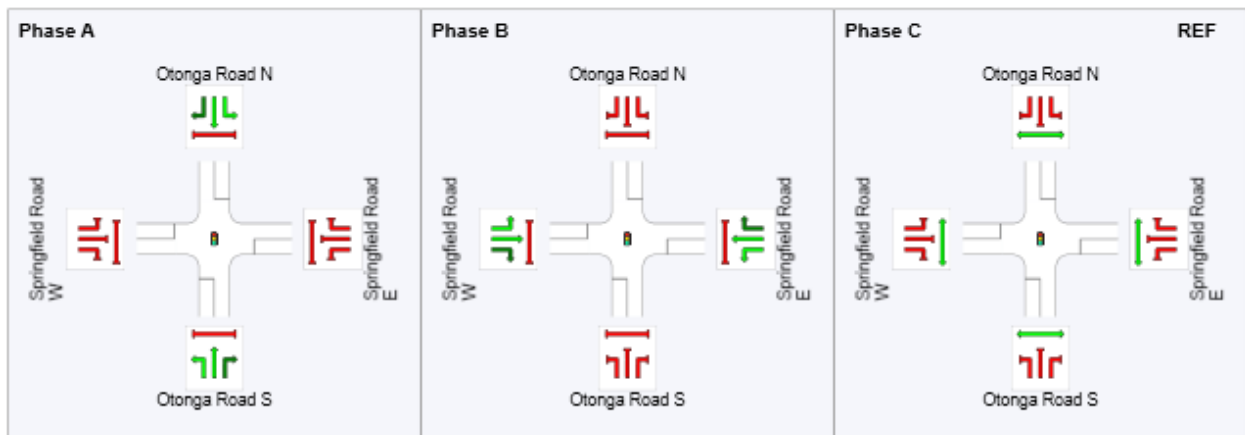 Phase A
Otonga Road N
Springfield Road
W
Springfield Road
E
Otonga Road S
Phase B
Otonga Road N
Springfield Road
W
Springfield Road
E
Otonga Road S
Phase C
REF
Otonga Road N
Springfield Road
W
Springfield Road
E
Otonga Road S